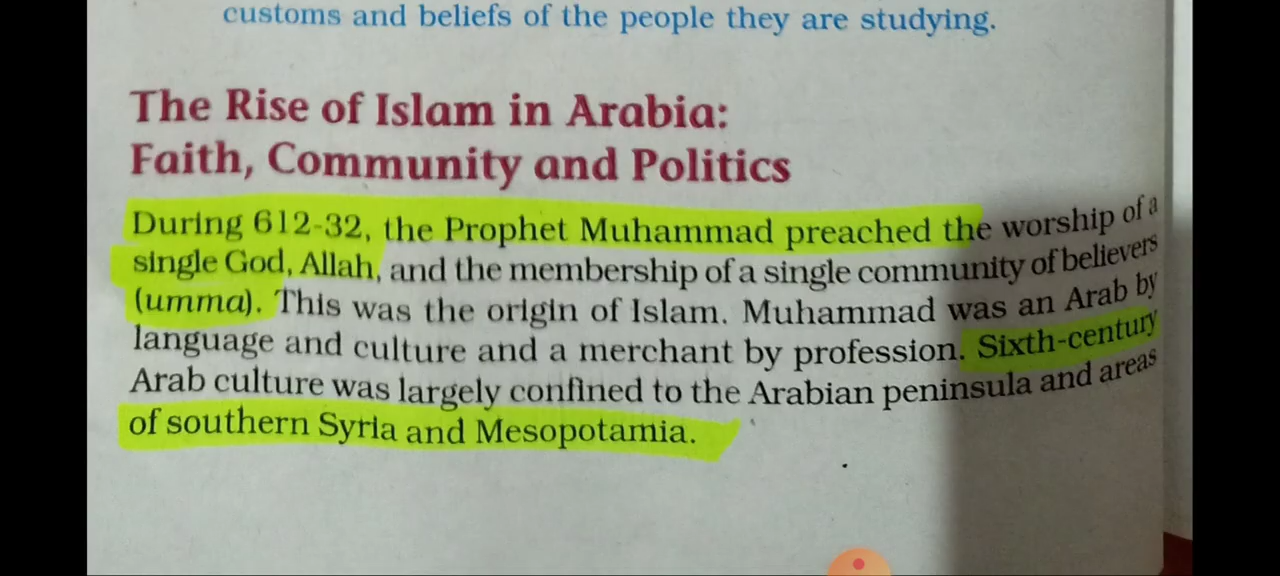 customs and beliefs of the people they are studying.
The Rise of Islam in Arabia:
Faith, Community and Politics
During 612-32, the Prophet Muhammad preached the worship of a
single God, Allah, and the membership of a single community of believers
(umma). This was the origin of Islam. Muhammad was an Arab by
language and culture and a merchant by profession. Sixth-century
Arab culture was largely confined to the Arabian peninsula and areas
of southern Syria and Mesopotamia.